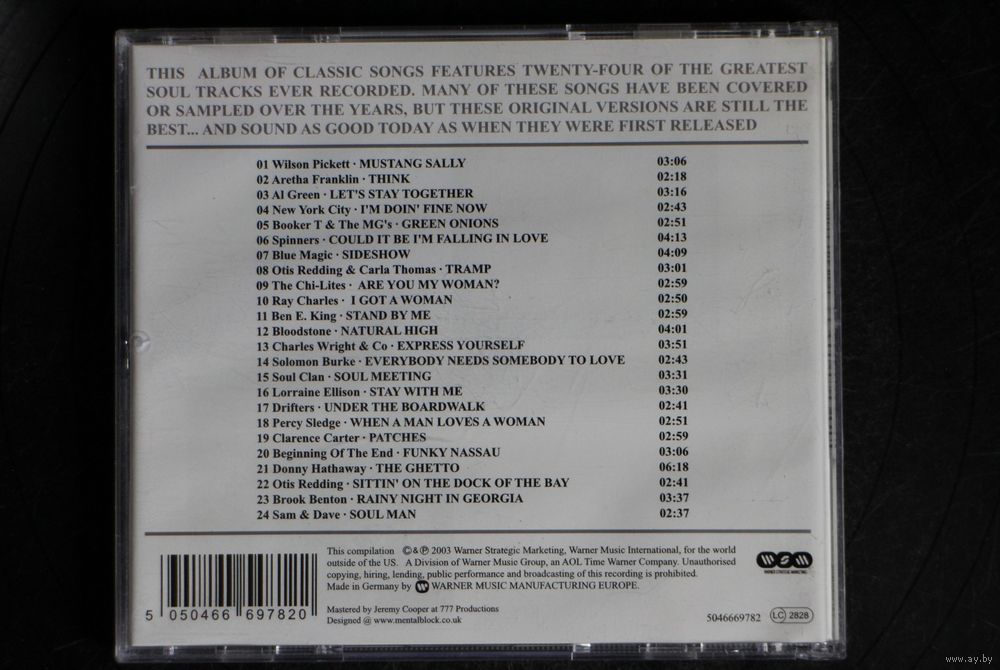 THIS ALBUM OF CLASSIC SONGS FEATURES TWENTY-FOUR OF THE GREATEST
SOUL TRACKS EVER RECORDED. MANY OF THESE SONGS HAVE BEEN COVERED
OR SAMPLED OVER THE YEARS, BUT THESE ORIGINAL VERSIONS ARE STILL THE
BEST... AND SOUND AS GOOD TODAY AS WHEN THEY WERE FIRST RELEASED
01 Wilson Pickett · MUSTANG SALLY 03:06
02 Aretha Franklin · THINK 02:18
03 Al Green · LET'S STAY TOGETHER 03:16
04 New York City · I'M DOIN' FINE NOW 02:43
05 Booker T & The MG's · GREEN ONIONS 02:51
06 Spinners · COULD IT BE I'M FALLING IN LOVE 04:13
07 Blue Magic · SIDESHOW 04:09
08 Otis Redding & Carla Thomas · TRAMP 03:01
09 The Chi-Lites · ARE YOU MY WOMAN? 02:59
10 Ray Charles · I GOT A WOMAN 02:50
11 Ben E. King · STAND BY ME 02:59
12 Bloodstone · NATURAL HIGH 04:01
13 Charles Wright & Co · EXPRESS YOURSELF 03:51
14 Solomon Burke · EVERYBODY NEEDS SOMEBODY TO LOVE 02:43
15 Soul Clan · SOUL MEETING 03:31
16 Lorraine Ellison · STAY WITH ME 03:30
17 Drifters · UNDER THE BOARDWALK 02:41
18 Percy Sledge · WHEN A MAN LOVES A WOMAN 02:51
19 Clarence Carter · PATCHES 02:59
20 Beginning Of The End · FUNKY NASSAU 03:06
21 Donny Hathaway · THE GHETTO 06:18
22 Otis Redding · SITTIN' ON THE DOCK OF THE BAY 02:41
23 Brook Benton · RAINY NIGHT IN GEORGIA 03:37
24 Sam & Dave · SOUL MAN 02:37
This compilation ©&℗ 2003 Warner Strategic Marketing, Warner Music International, for the world
outside of the US. A Division of Warner Music Group, an AOL Time Warner Company. Unauthorised
copying, hiring, lending, public performance and broadcasting of this recording is prohibited.
Made in Germany by WARNER MUSIC MANUFACTURING EUROPE.
Mastered by Jeremy Cooper at 777 Productions
Designed @ www.mentalblock.co.uk
5 050466 697820
WSM
WARNER STRATEGIC MARKETING
5046669782 LC 2828
www.ay.by